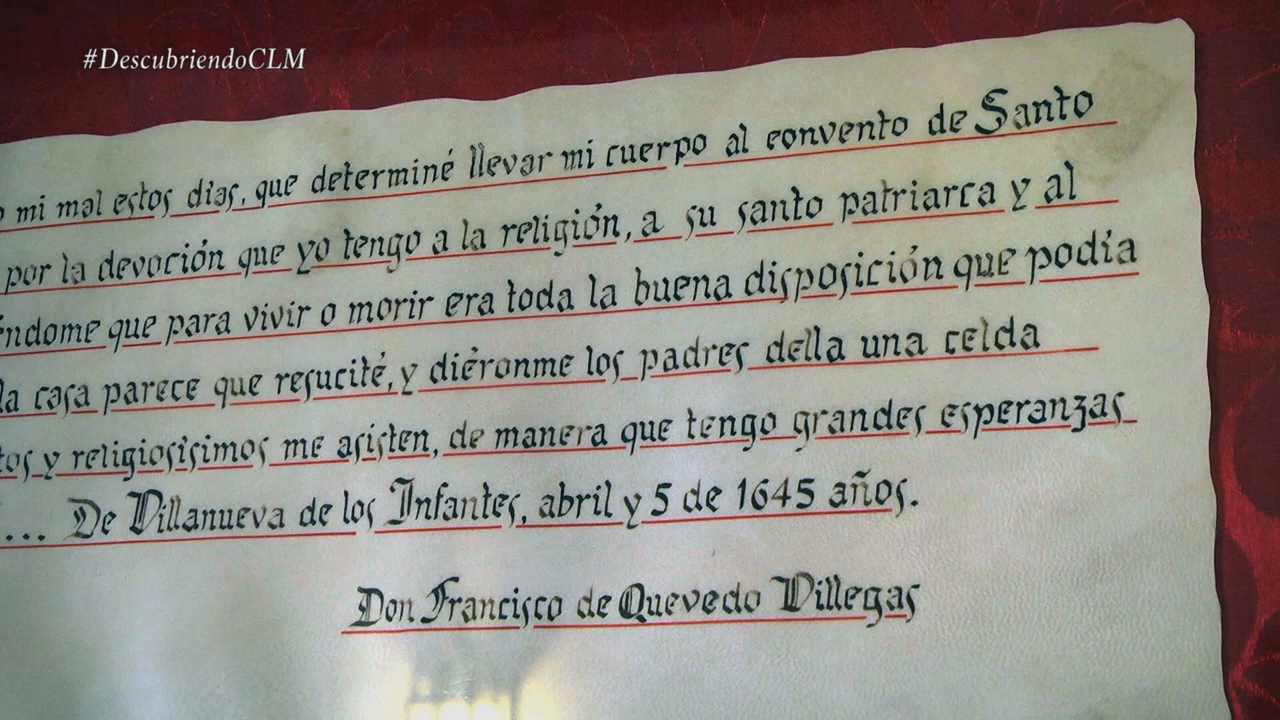 #DescubriendoCLM
mi mal estos dias, que determiné llevar mi cuerpo al convento de Santo
por la devoción que yo tengo a la religión, a su santo patriarca y al
éndome que para vivir o morir era toda la buena disposición que podía
la casa parece que resucité, y diéronme los padres della una celda
tos y religiosísimos me asisten, de manera que tengo grandes esperanzas
... De Villanueva de los Infantes, abril y 5 de 1645 años.
Don Francisco de Quevedo Villegas